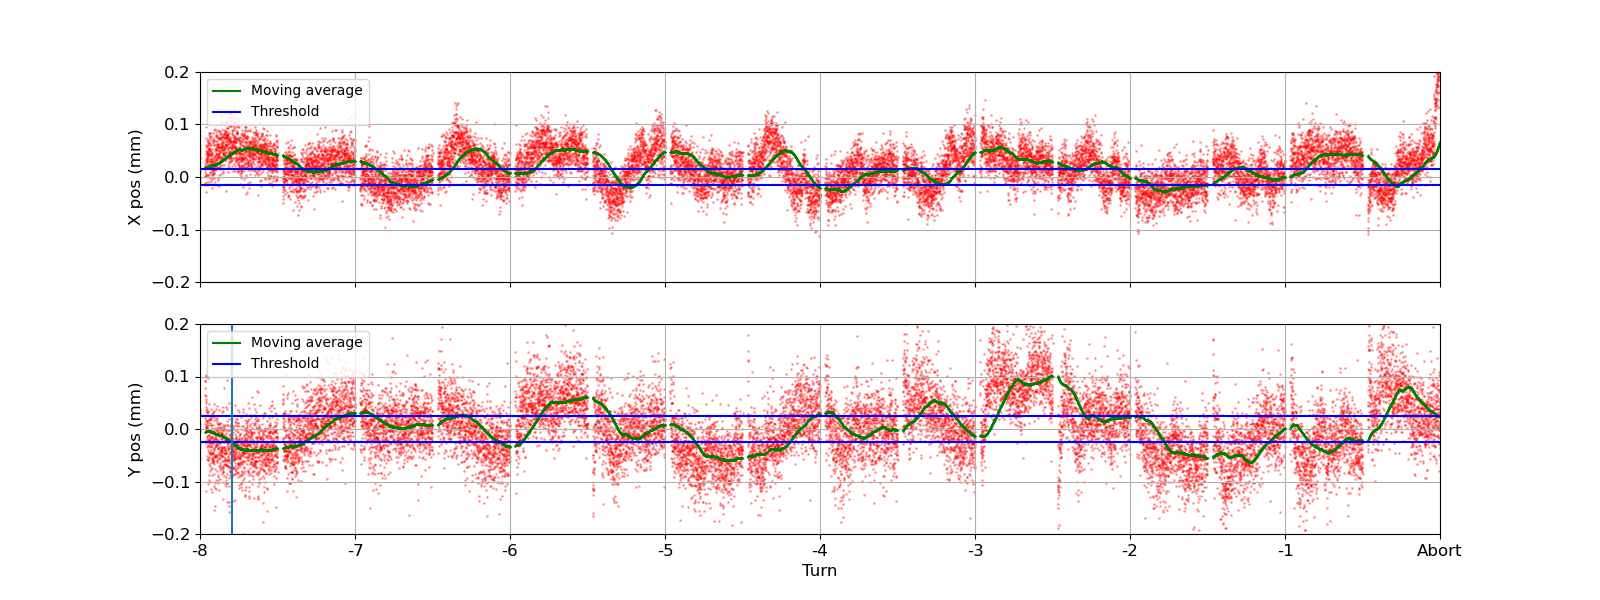 0.2
0.1
0.0
−0.1
−0.2
X pos (mm)
Moving average
Threshold
0.2
0.1
0.0
−0.1
−0.2
Y pos (mm)
Moving average
Threshold
-8 -7 -6 -5 -4 -3 -2 -1 Abort
Turn